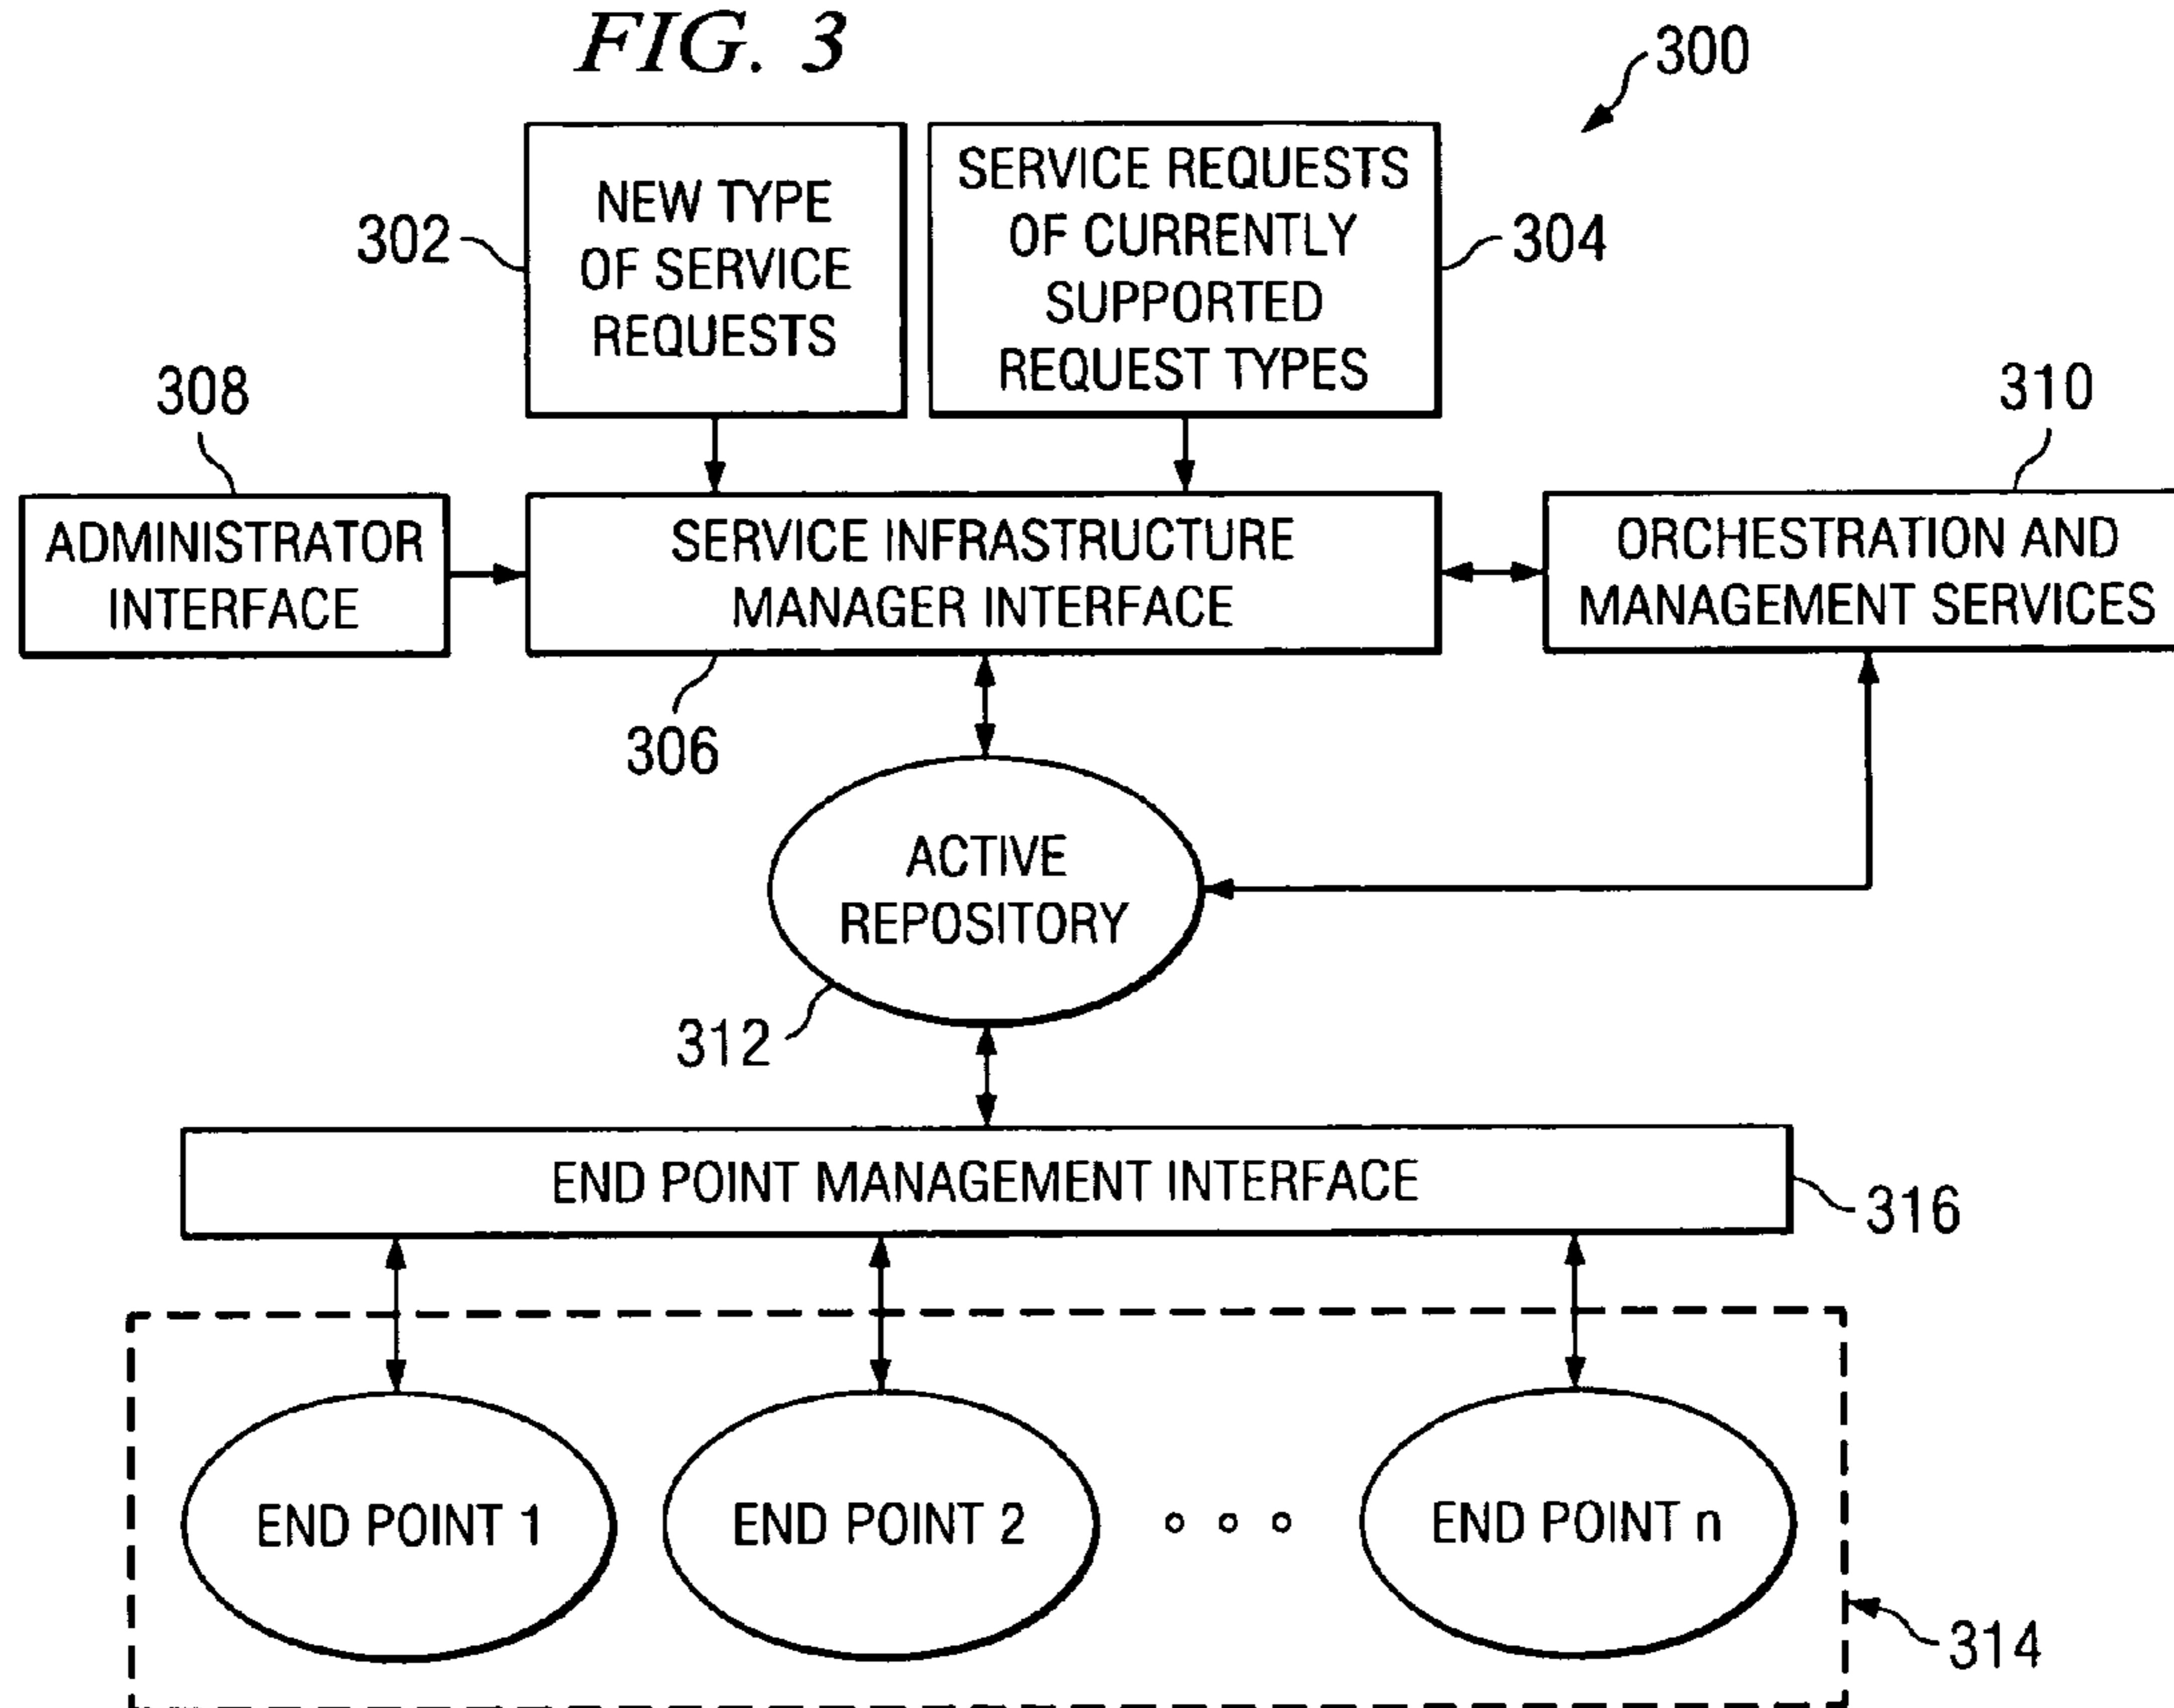 FIG. 3
300
NEW TYPE
OF SERVICE
REQUESTS
302
SERVICE REQUESTS
OF CURRENTLY
SUPPORTED
REQUEST TYPES
304
308
310
ADMINISTRATOR
INTERFACE
SERVICE INFRASTRUCTURE
MANAGER INTERFACE
ORCHESTRATION AND
MANAGEMENT SERVICES
306
ACTIVE
REPOSITORY
312
END POINT MANAGEMENT INTERFACE
316
END POINT 1
END POINT 2
END POINT n
314